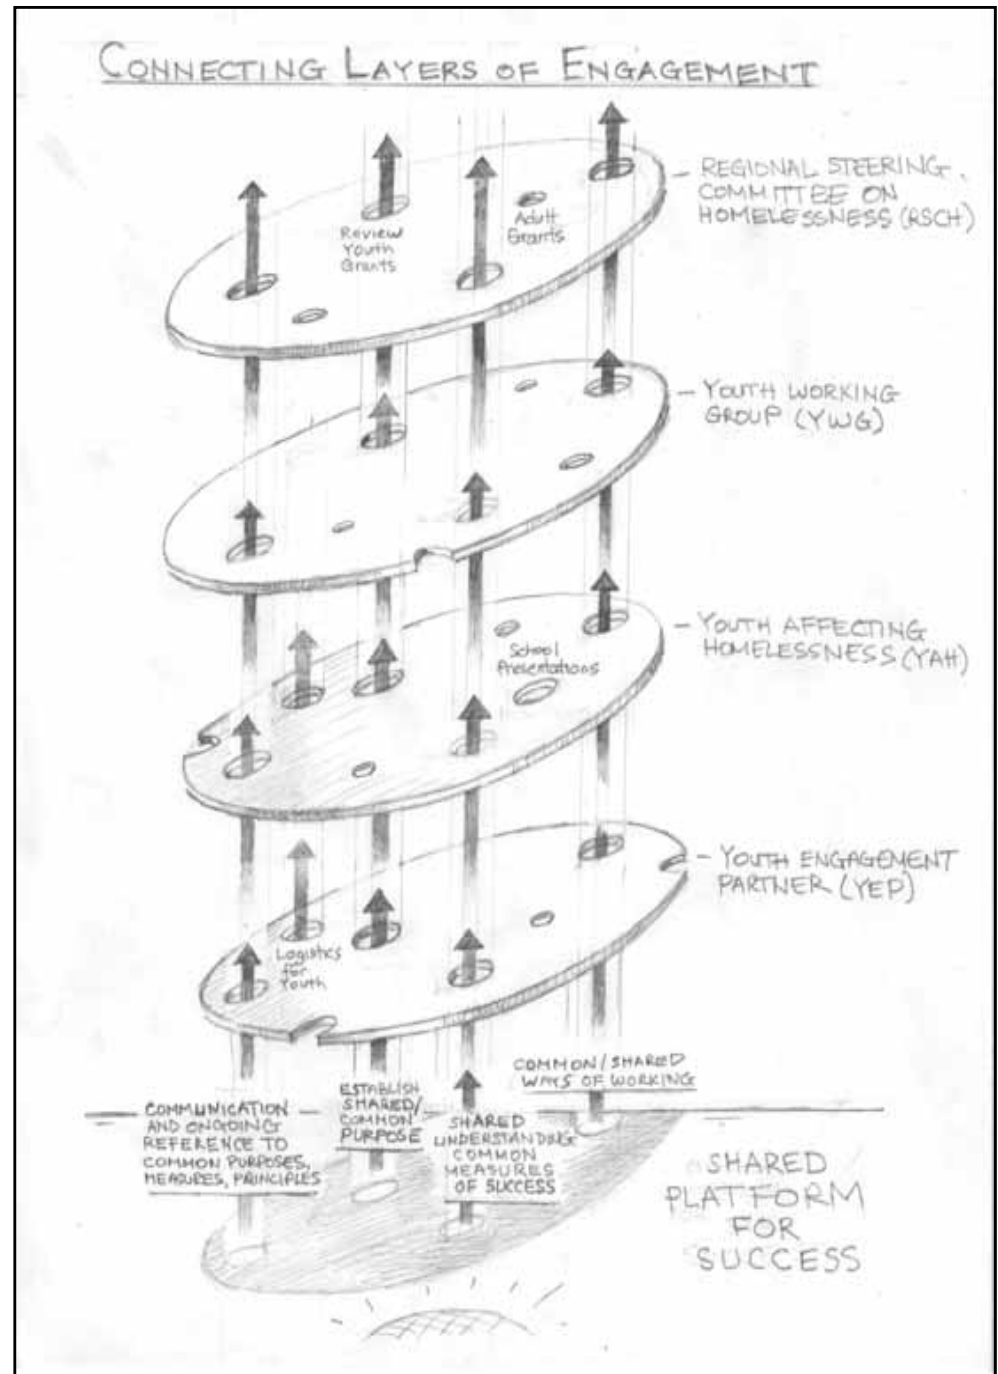 CONNECTING LAYERS OF ENGAGEMENT
REGIONAL STEERING
COMMITTEE ON
HOMELESSNESS (RSCH)
Review
Youth
Grants
Adult
Grants
YOUTH WORKING
GROUP (YWG)
YOUTH AFFECTING
HOMELESSNESS (YAH)
School
Presentations
YOUTH ENGAGEMENT
PARTNER (YEP)
Logistics
for
Youth
COMMON/SHARED
WAYS OF WORKING
COMMUNICATION
AND ONGOING
REFERENCE TO
COMMON PURPOSES,
MEASURES, PRINCIPLES
ESTABLISH
SHARED/
COMMON
PURPOSE
SHARED
UNDERSTANDING
COMMON
MEASURES
OF SUCCESS
SHARED
PLATFORM
FOR
SUCCESS